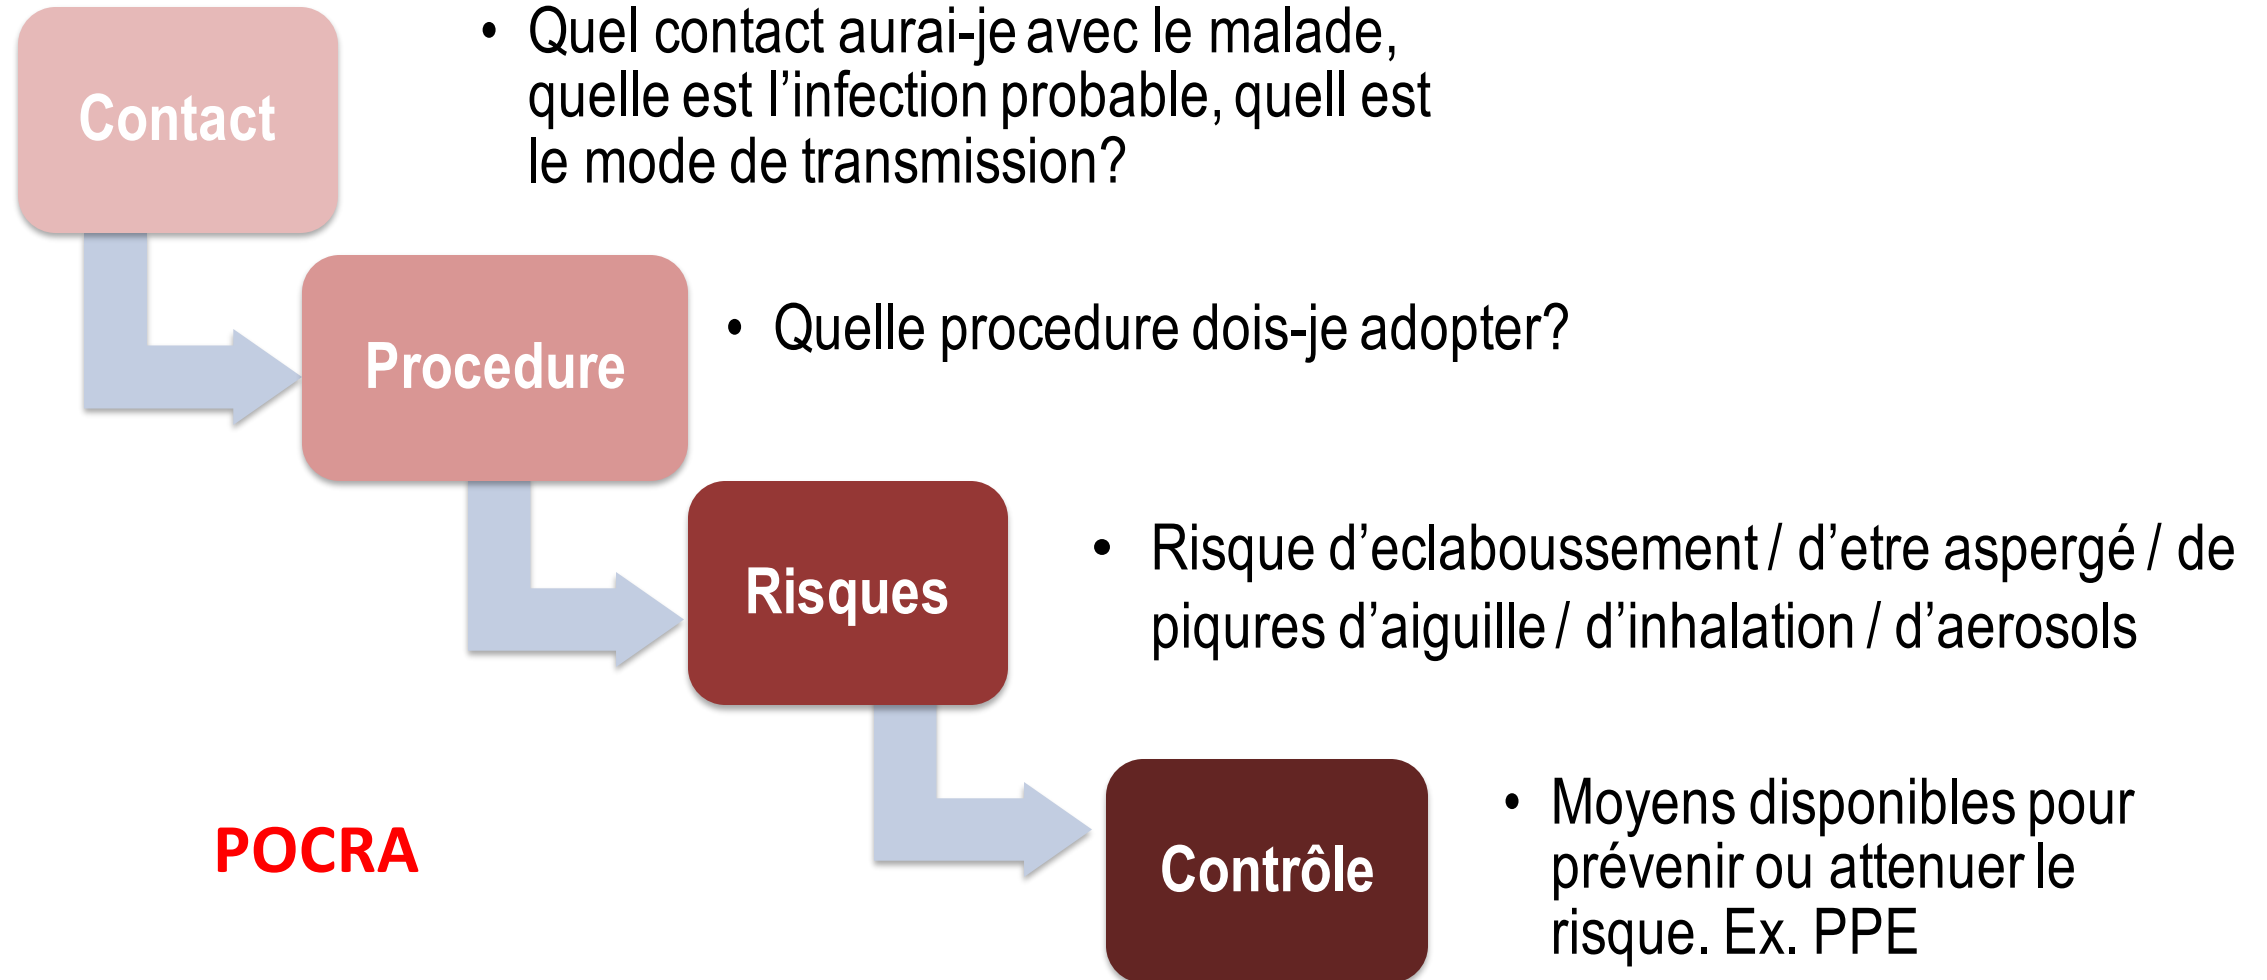 Contact
• Quel contact aurai-je avec le malade,
quelle est l’infection probable, quell est
le mode de transmission?
Procedure
• Quelle procedure dois-je adopter?
Risques
• Risque d’eclaboussement / d’etre aspergé / de
piqures d’aiguille / d’inhalation / d’aerosols
POCRA
Contrôle
• Moyens disponibles pour
prévenir ou attenuer le
risque. Ex. PPE